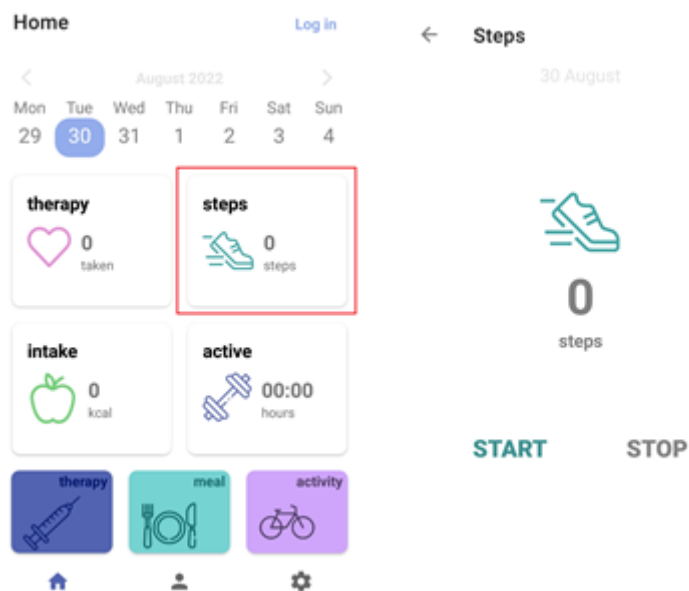 Home Log in
August 2022
Mon Tue Wed Thu Fri Sat Sun
29 30 31 1 2 3 4
therapy
0
taken
steps
0
steps
intake
0
kcal
active
00:00
hours
therapy
meal
activity
Steps
30 August
0
steps
START STOP